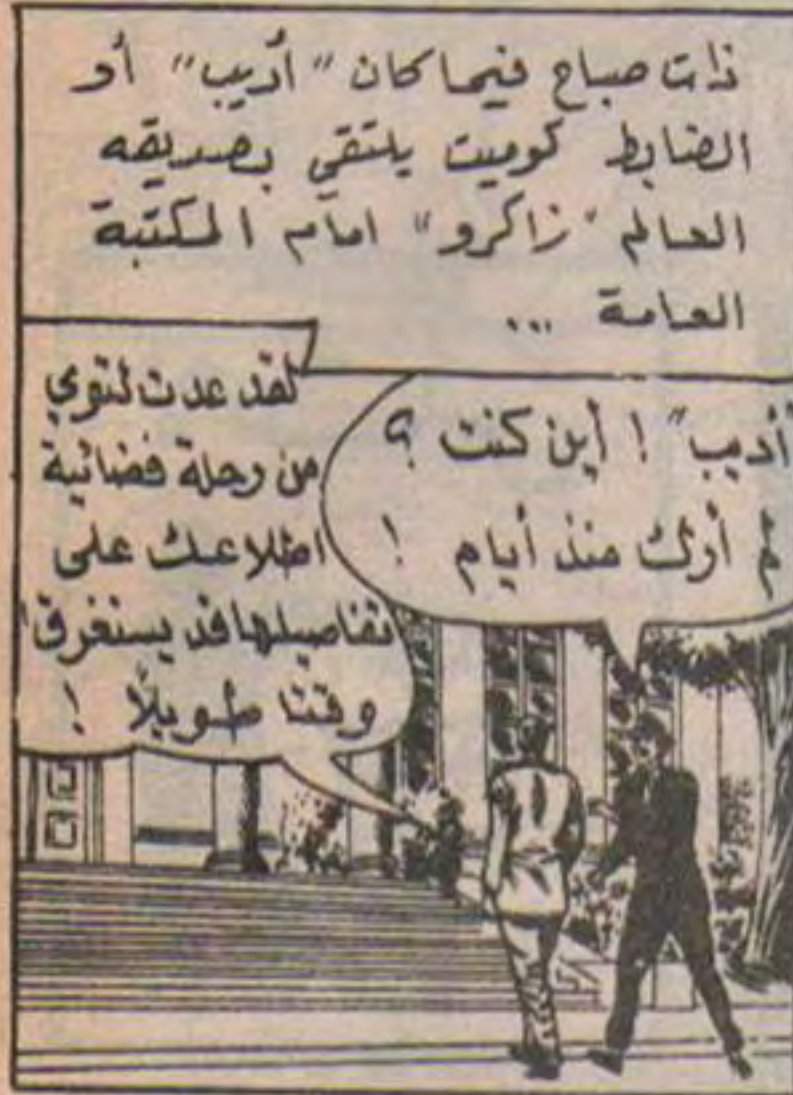 ذات صباح فيما كان "أديب" أو
الضابط كوميت يلتقي بصديقه
العالم "زاكرو" امام المكتبة
العامة ...
"أديب" ! أين كنت ؟
لم أرك منذ أيام !
لقد عدت لتوي
من رحلة فضائية
اطلاعك على
تفاصيلها قد يستغرق
وقتا طويلاً !